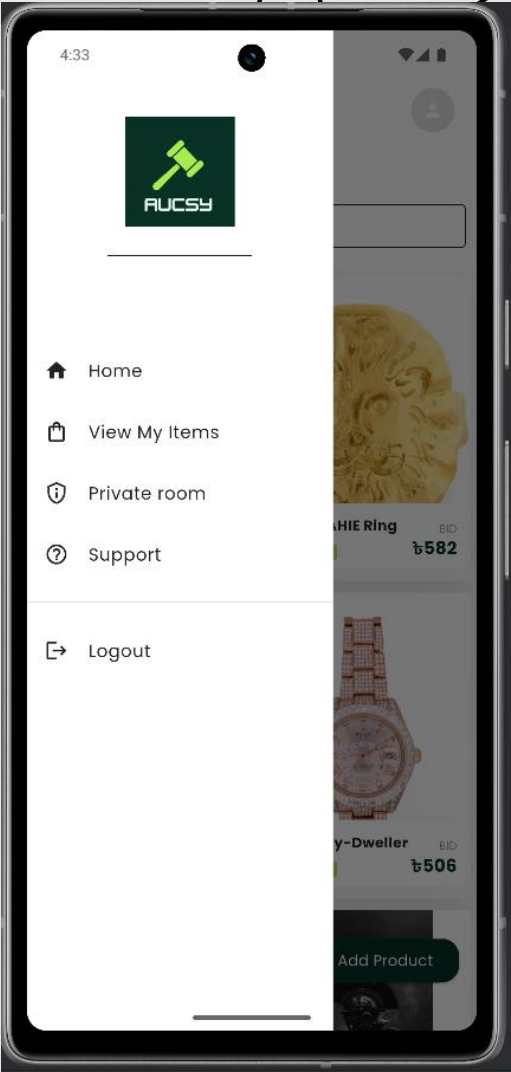 4:33
AUCSY
Home
View My Items
Private room
Support
Logout
HIE Ring
BID
৳582
y-Dweller
BID
৳506
Add Product